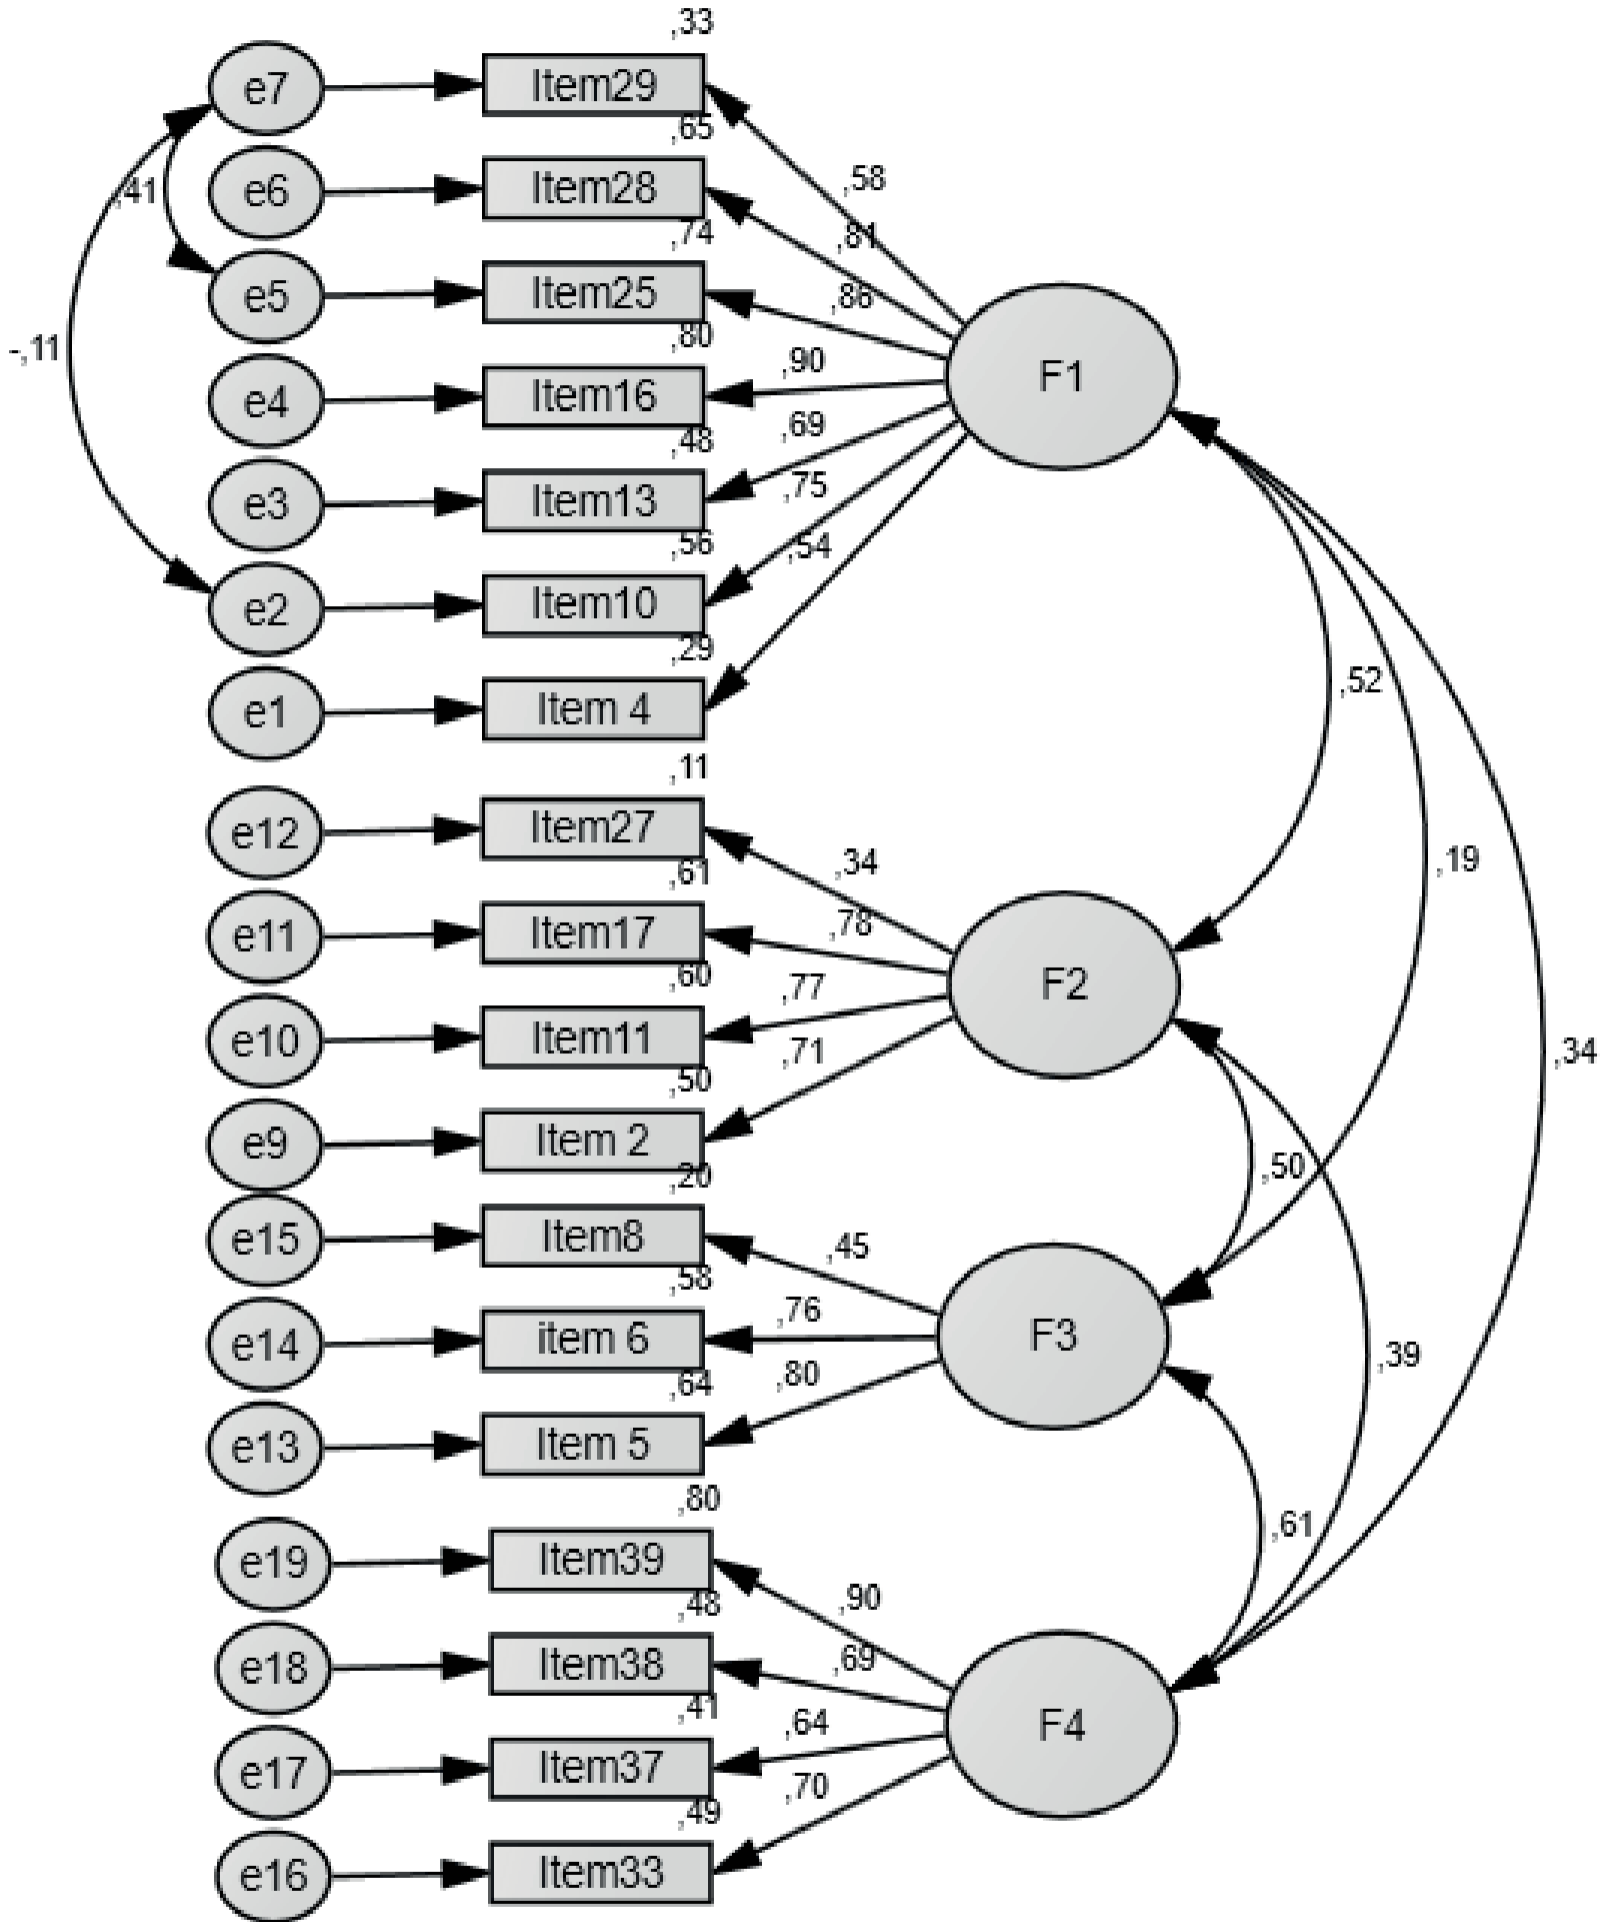 ,33
e7 Item29
,65
,58
,41 e6 Item28
,74 ,81
e5 Item25 ,86
,80
-,11 ,90 F1
e4 Item16
,48 ,69
e3 Item13 ,75
,56 ,54
e2 Item10
,29
,52
e1 Item 4
,11
e12 Item27
,61 ,34 ,19
e11 Item17 ,78
,60 ,77 F2
e10 Item11
,71 ,34
,50
e9 Item 2
,20 ,50
e15 Item8 ,45
,58
,76
e14 item 6 F3
,64 ,80 ,39
e13 Item 5
,80
,61
e19 Item39
,48 ,90
e18 Item38 ,69
,41 ,64 F4
e17 Item37
,49 ,70
e16 Item33